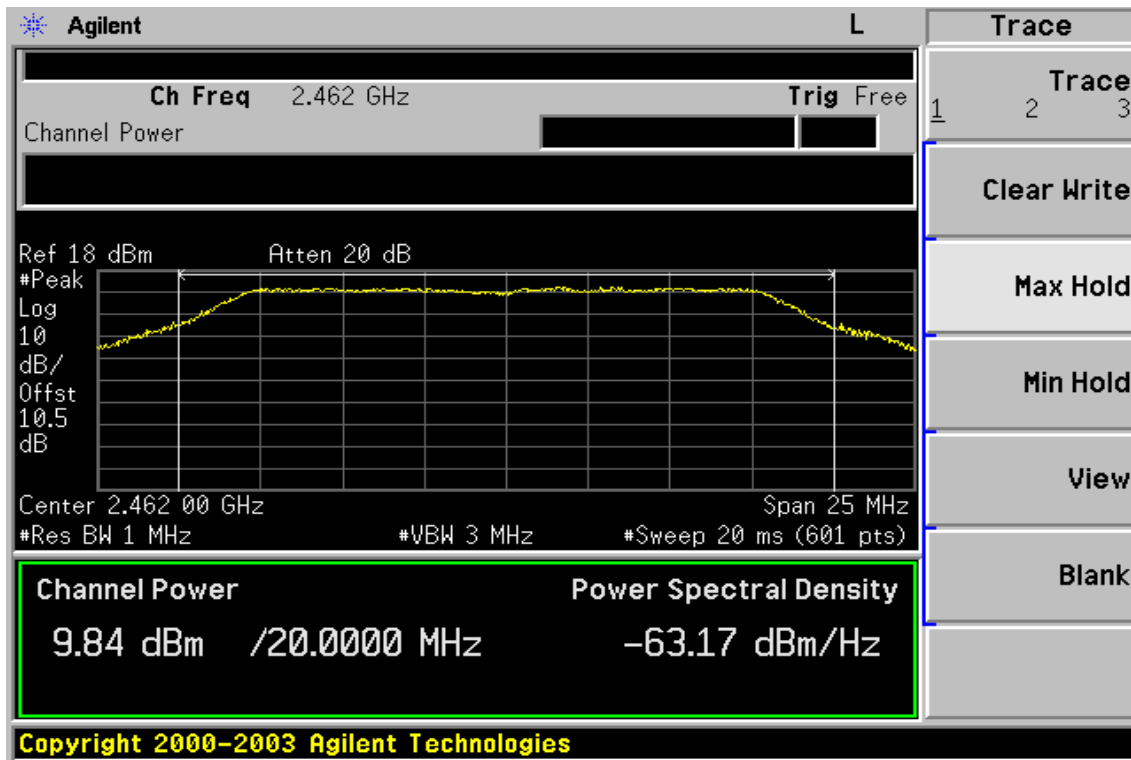 Agilent L Trace
Ch Freq 2.462 GHz Trig Free
Channel Power
Trace
1 2 3
Clear Write
Ref 18 dBm Atten 20 dB
#Peak
Log
10
dB/
Offst
10.5
dB
Max Hold
Min Hold
View
Center 2.462 00 GHz Span 25 MHz
#Res BW 1 MHz #VBW 3 MHz #Sweep 20 ms (601 pts)
Blank
Channel Power Power Spectral Density
9.84 dBm /20.0000 MHz -63.17 dBm/Hz
Copyright 2000-2003 Agilent Technologies